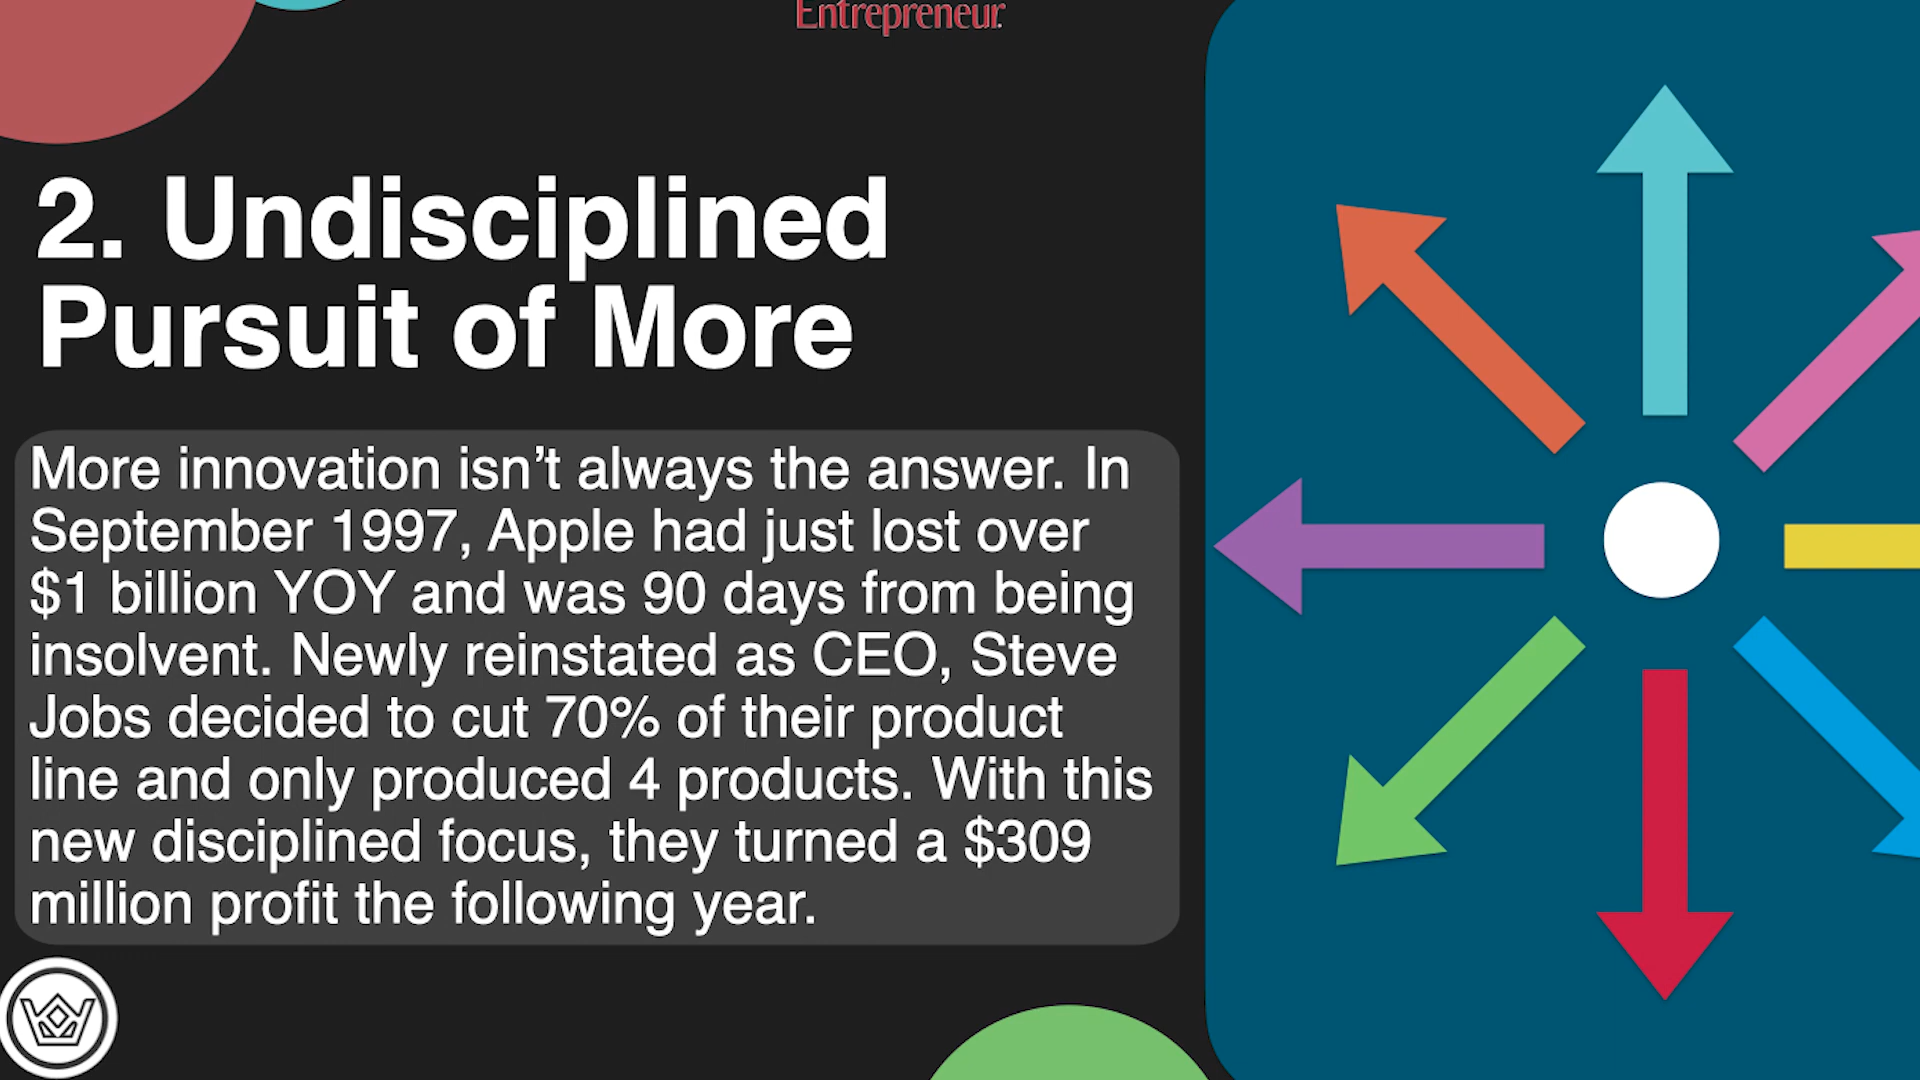 Entrepreneur
2. Undisciplined
Pursuit of More
More innovation isn’t always the answer. In
September 1997, Apple had just lost over
$1 billion YOY and was 90 days from being
insolvent. Newly reinstated as CEO, Steve
Jobs decided to cut 70% of their product
line and only produced 4 products. With this
new disciplined focus, they turned a $309
million profit the following year.